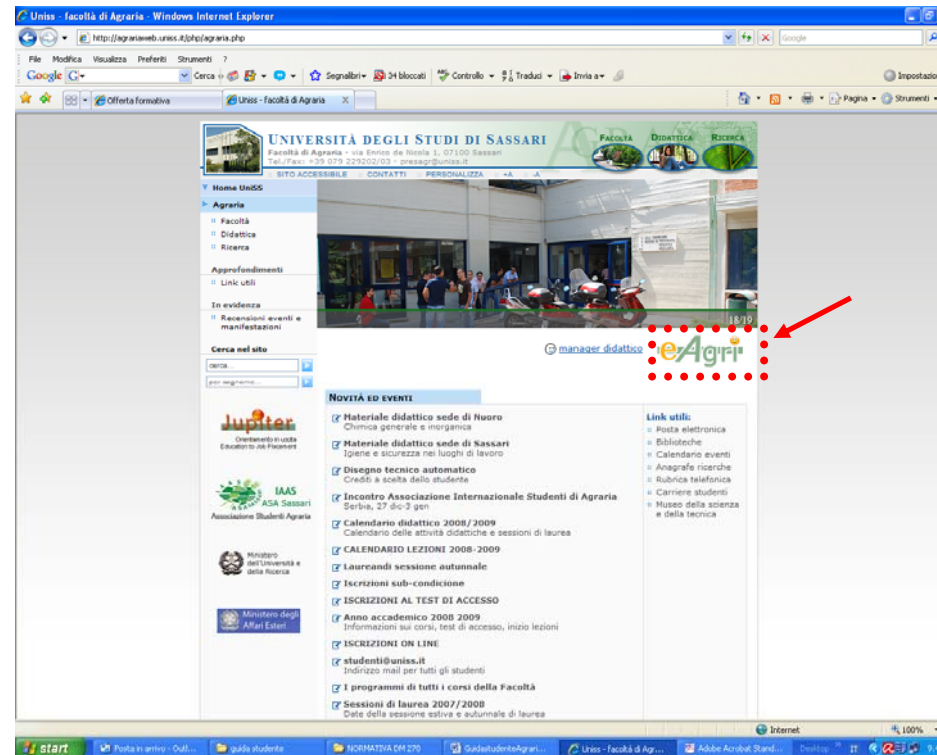 Uniss - facoltà di Agraria - Windows Internet Explorer
http://agrariaweb.uniss.it/php/agraria.php
Google
File Modifica Visualizza Preferiti Strumenti ?
Google G Cerca Segnalibri 34 bloccati Controllo Traduci Invia a Impostazio
Offerta formativa
Uniss - facoltà di Agraria X
Pagina Strumenti
UNIVERSITÀ DEGLI STUDI DI SASSARI
Facoltà di Agraria - via Enrico de Nicola 1, 07100 Sassari
Tel./Fax: +39 079 229202/03 - presagr@uniss.it
FACOLTÀ DIDATTICA RICERCA
SITO ACCESSIBILE CONTATTI PERSONALIZZA +A -A
Home UniSS
Agraria
Facoltà
Didattica
Ricerca
Approfondimenti
Link utili
In evidenza
Recensioni eventi e
manifestazioni
18/19
Cerca nel sito
cerca...
manager didattico
eAgri
NOVITÀ ED EVENTI
Jupiter
Orientamento in uscita
Education to Job Placement
IAAS
ASA Sassari
Associazione Studenti Agraria
Ministero
dell'Università e
della Ricerca
Ministero degli
Affari Esteri
Materiale didattico sede di Nuoro
Chimica generale e inorganica
Materiale didattico sede di Sassari
Igiene e sicurezza nei luoghi di lavoro
Disegno tecnico automatico
Crediti a scelta dello studente
Incontro Associazione Internazionale Studenti di Agraria
Serbia, 27 dic-3 gen
Calendario didattico 2008/2009
Calendario delle attività didattiche e sessioni di laurea
CALENDARIO LEZIONI 2008-2009
Laureandi sessione autunnale
Iscrizioni sub-condicione
ISCRIZIONI AL TEST DI ACCESSO
Anno accademico 2008 2009
Informazioni sui corsi, test di accesso, inizio lezioni
ISCRIZIONI ON LINE
studenti@uniss.it
Indirizzo mail per tutti gli studenti
I programmi di tutti i corsi della Facoltà
Sessioni di laurea 2007/2008
Date della sessione estiva e autunnale di laurea
Link utili:
Posta elettronica
Biblioteche
Calendario eventi
Anagrafe ricerche
Rubrica telefonica
Carriere studenti
Museo della scienza
e della tecnica
Internet 100%
start Posta in arrivo - Outl... guida studente NORMATIVA DM 270 GuidastudenteAgrari... Uniss - facoltà di Agr... Adobe Acrobat Stand... Desktop IT